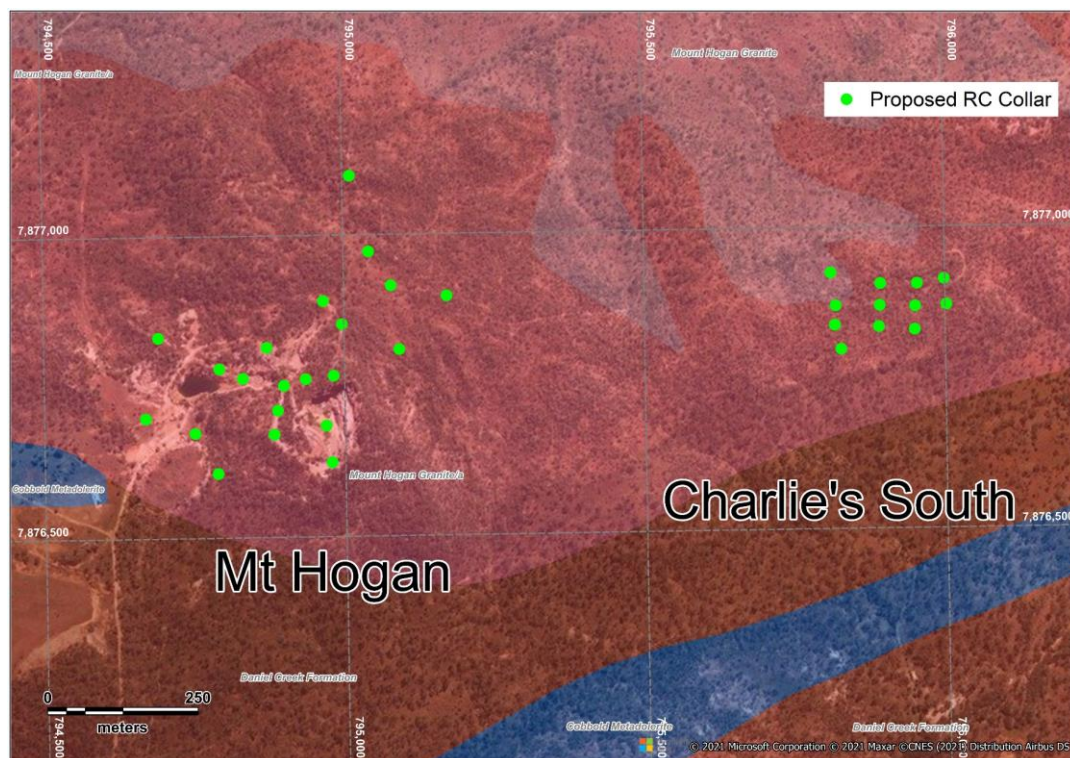 794,500
795,000
795,500
796,000
Mount Hogan Granite
Mount Hogan Granite/a
Proposed RC Collar
7,877,000
7,877,000
Mount Hogan Granite/a
Cobbold Metadolerite
Charlie's South
7,876,500
7,876,500
Mt Hogan
Daniel Creek Formation
0
250
meters
Cobbold Metadolerite
Daniel Creek Formation
794,500
795,000
© 2021 Microsoft Corporation © 2021 Maxar ©CNES (2021) Distribution Airbus DS